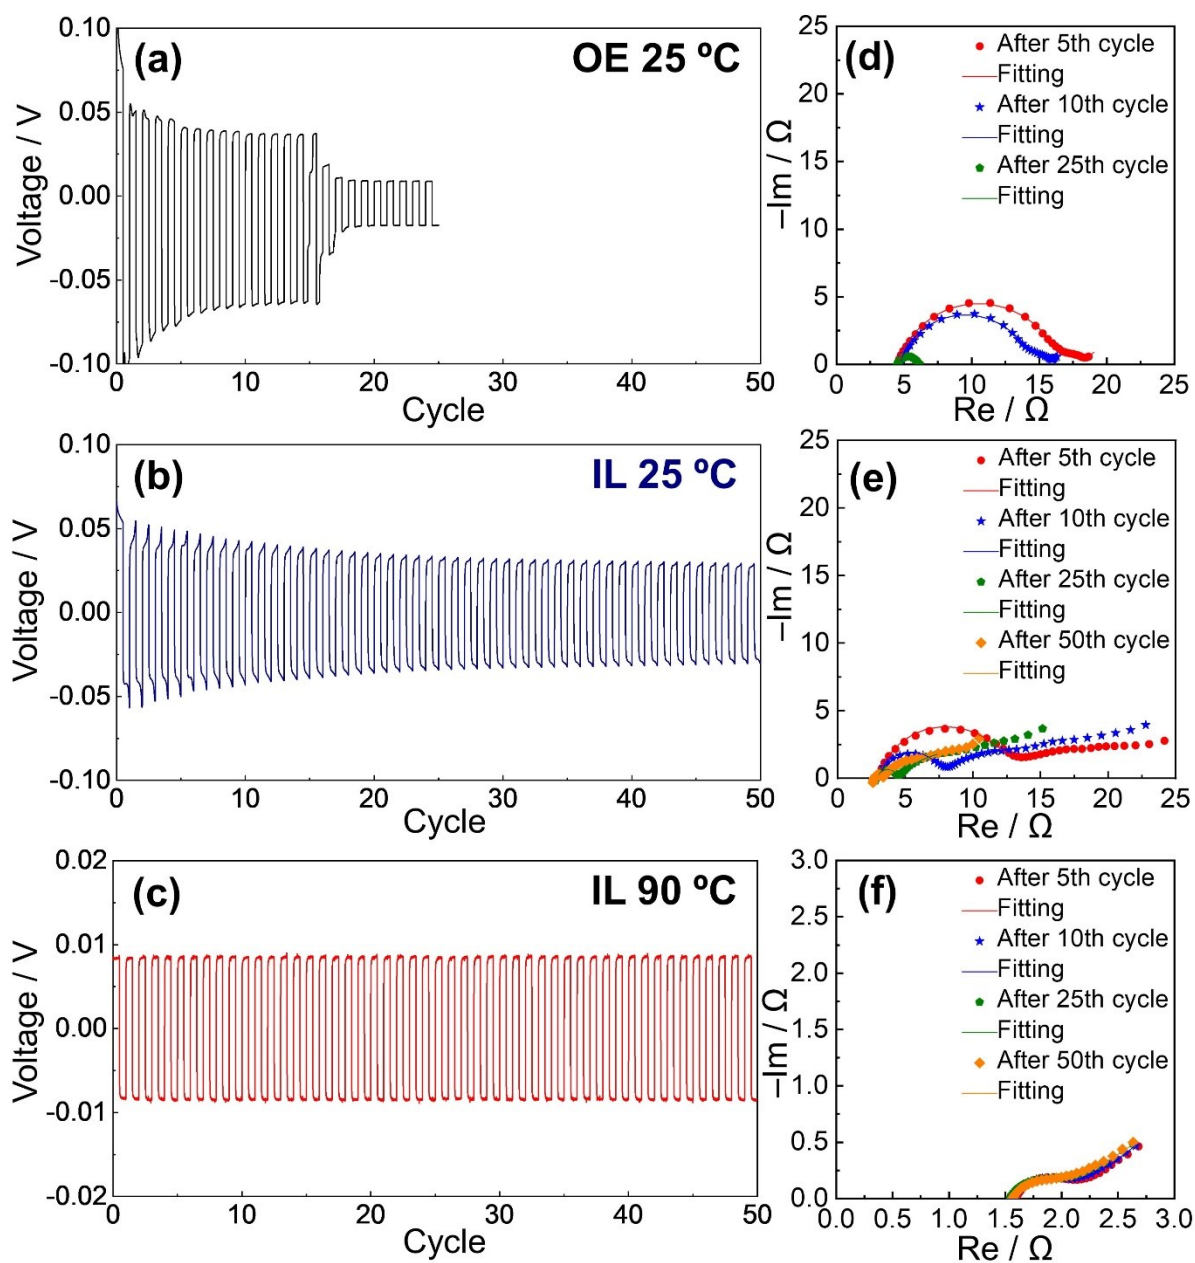 (a)
OE 25 ºC
Voltage / V
0.10
0.05
0.00
-0.05
-0.10
0 10 20 30 40 50
Cycle
(d)
After 5th cycle
Fitting
After 10th cycle
Fitting
After 25th cycle
Fitting
–Im / Ω
25
20
15
10
5
0
0 5 10 15 20 25
Re / Ω
(b)
IL 25 ºC
Voltage / V
0.10
0.05
0.00
-0.05
-0.10
0 10 20 30 40 50
Cycle
(e)
After 5th cycle
Fitting
After 10th cycle
Fitting
After 25th cycle
Fitting
After 50th cycle
Fitting
–Im / Ω
25
20
15
10
5
0
0 5 10 15 20 25
Re / Ω
(c)
IL 90 ºC
Voltage / V
0.02
0.01
0.00
-0.01
-0.02
0 10 20 30 40 50
Cycle
(f)
After 5th cycle
Fitting
After 10th cycle
Fitting
After 25th cycle
Fitting
After 50th cycle
Fitting
–Im / Ω
3.0
2.5
2.0
1.5
1.0
0.5
0.0
0.0 0.5 1.0 1.5 2.0 2.5 3.0
Re / Ω